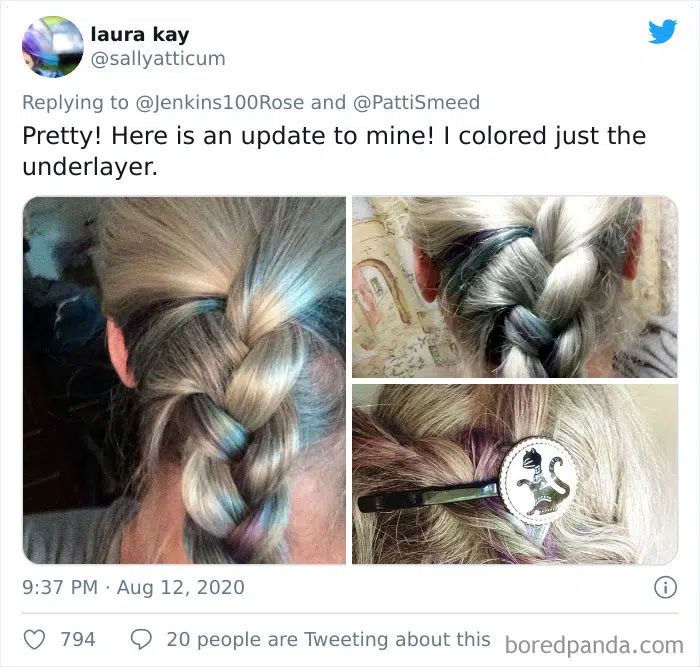 laura kay
@sallyatticum
Replying to @Jenkins100Rose and @PattiSmeed
Pretty! Here is an update to mine! I colored just the
underlayer.
9:37 PM · Aug 12, 2020
794
20 people are Tweeting about this
boredpanda.com